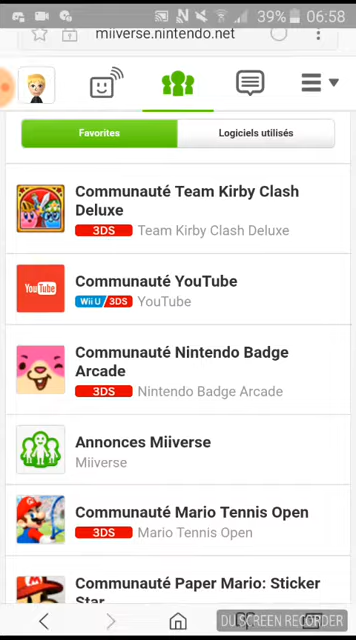 39% 06:58
miiverse.nintendo.net
Favorites
Logiciels utilisés
Communauté Team Kirby Clash
Deluxe
3DS Team Kirby Clash Deluxe
YouTube
Communauté YouTube
Wii U / 3DS YouTube
Communauté Nintendo Badge
Arcade
3DS Nintendo Badge Arcade
Annonces Miiverse
Miiverse
Communauté Mario Tennis Open
3DS Mario Tennis Open
Communauté Paper Mario: Sticker
Star
DU SCREEN RECORDER